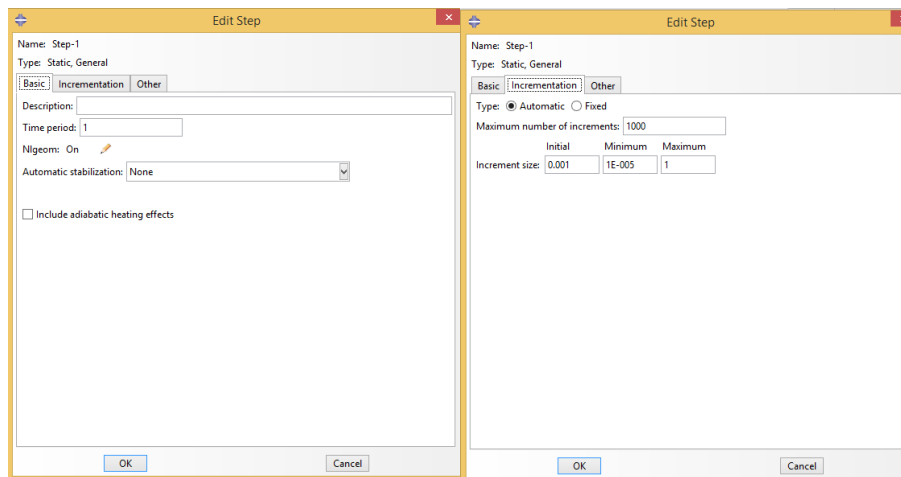 Edit Step
Name: Step-1
Type: Static, General
Basic Incrementation Other
Description:
Time period: 1
Nlgeom: On
Automatic stabilization: None
Include adiabatic heating effects
OK Cancel
Edit Step
Name: Step-1
Type: Static, General
Basic Incrementation Other
Type: Automatic Fixed
Maximum number of increments: 1000
Initial Minimum Maximum
Increment size: 0.001 1E-005 1
OK Cancel